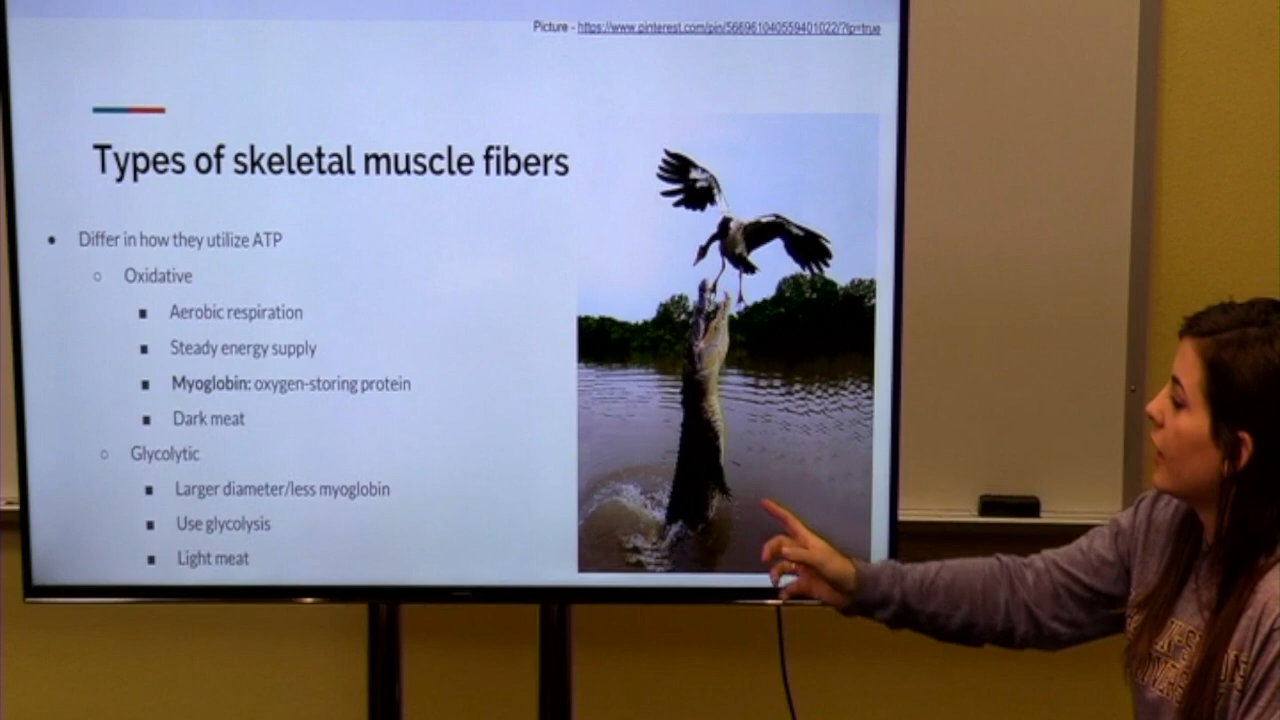 Picture - https://www.pinterest.com/pin/566961040559401022/?lp=true
Types of skeletal muscle fibers
● Differ in how they utilize ATP
○ Oxidative
■ Aerobic respiration
■ Steady energy supply
■ Myoglobin: oxygen-storing protein
■ Dark meat
○ Glycolytic
■ Larger diameter/less myoglobin
■ Use glycolysis
■ Light meat